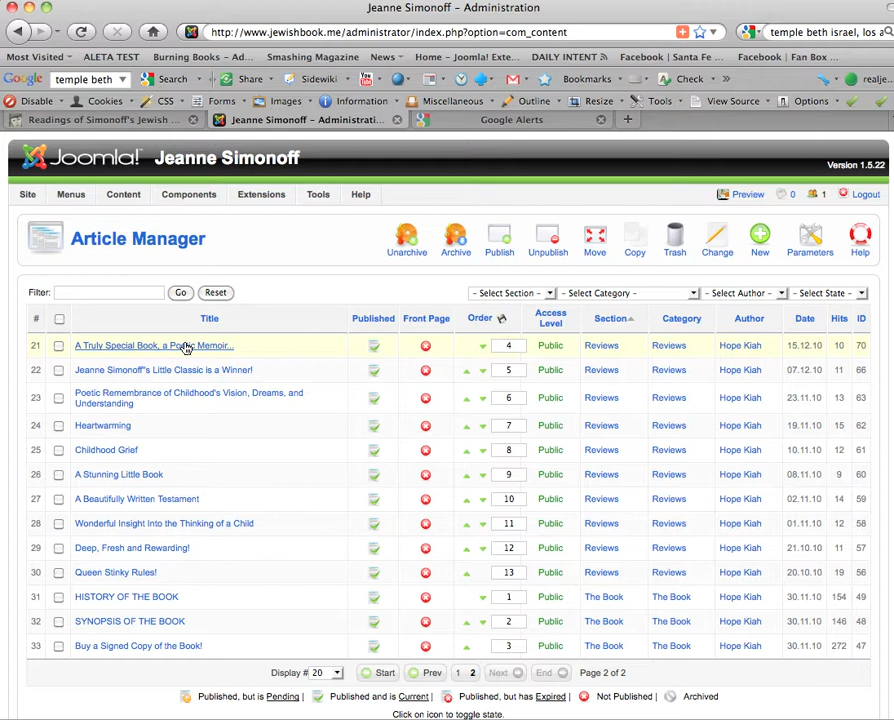 Jeanne Simonoff - Administration
http://www.jewishbook.me/administrator/index.php?option=com_content
temple beth israel, los a
Most Visited ALETA TEST Burning Books - Ad... Smashing Magazine News Home - Joomla! Exte... DAILY INTENT Facebook | Santa Fe ... Facebook | Fan Box ...
Google temple beth Search Share Sidewiki Bookmarks Check realje...
Disable Cookies CSS Forms Images Information Miscellaneous Outline Resize Tools View Source Options
Readings of Simonoff's Jewish ... Jeanne Simonoff - Administrati... Google Alerts
Joomla! Jeanne Simonoff
Version 1.5.22
Site Menus Content Components Extensions Tools Help Preview 0 1 Logout
Article Manager
Unarchive Archive Publish Unpublish Move Copy Trash Change New Parameters Help
Filter: Go Reset - Select Section - - Select Category - - Select Author - - Select State -
# Title Published Front Page Order Access Level Section Category Author Date Hits ID
21 A Truly Special Book, a Poetic Memoir... 4 Public Reviews Reviews Hope Kiah 15.12.10 10 70
22 Jeanne Simonoff"s Little Classic is a Winner! 5 Public Reviews Reviews Hope Kiah 07.12.10 11 66
23 Poetic Remembrance of Childhood's Vision, Dreams, and Understanding 6 Public Reviews Reviews Hope Kiah 23.11.10 13 63
24 Heartwarming 7 Public Reviews Reviews Hope Kiah 19.11.10 15 62
25 Childhood Grief 8 Public Reviews Reviews Hope Kiah 10.11.10 12 61
26 A Stunning Little Book 9 Public Reviews Reviews Hope Kiah 08.11.10 9 60
27 A Beautifully Written Testament 10 Public Reviews Reviews Hope Kiah 02.11.10 14 59
28 Wonderful Insight Into the Thinking of a Child 11 Public Reviews Reviews Hope Kiah 01.11.10 12 58
29 Deep, Fresh and Rewarding! 12 Public Reviews Reviews Hope Kiah 21.10.10 11 57
30 Queen Stinky Rules! 13 Public Reviews Reviews Hope Kiah 20.10.10 19 56
31 HISTORY OF THE BOOK 1 Public The Book The Book Hope Kiah 30.11.10 154 49
32 SYNOPSIS OF THE BOOK 2 Public The Book The Book Hope Kiah 30.11.10 146 48
33 Buy a Signed Copy of the Book! 3 Public The Book The Book Hope Kiah 30.11.10 272 47
Display # 20 Start Prev 1 2 Next End Page 2 of 2
Published, but is Pending Published and is Current Published, but has Expired Not Published Archived
Click on icon to toggle state.